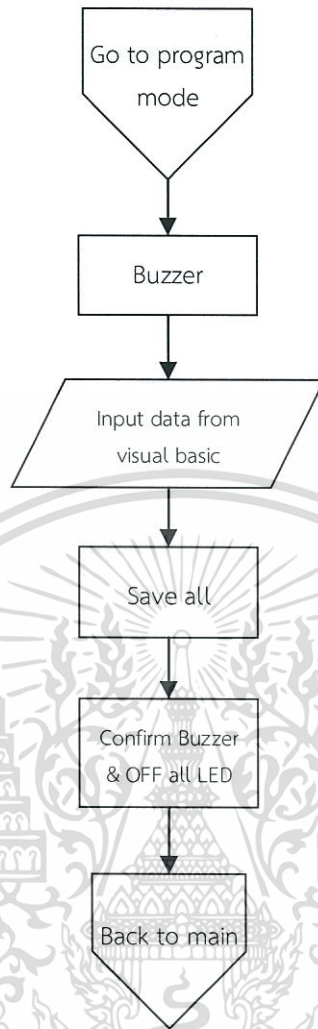 Go to program
mode
Buzzer
Input data from
visual basic
Save all
Confirm Buzzer
& OFF all LED
Back to main